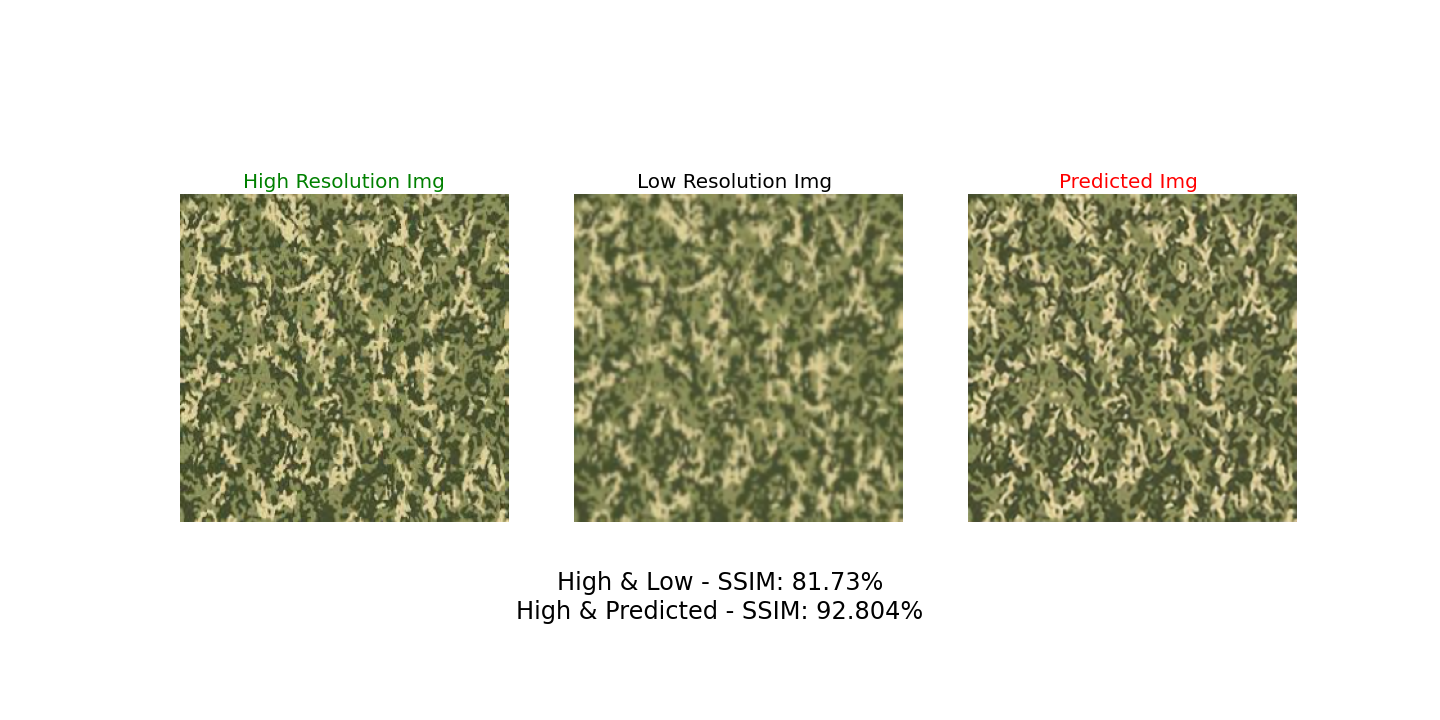 High Resolution Img
Low Resolution Img
Predicted Img
High & Low - SSIM: 81.73%
High & Predicted - SSIM: 92.804%